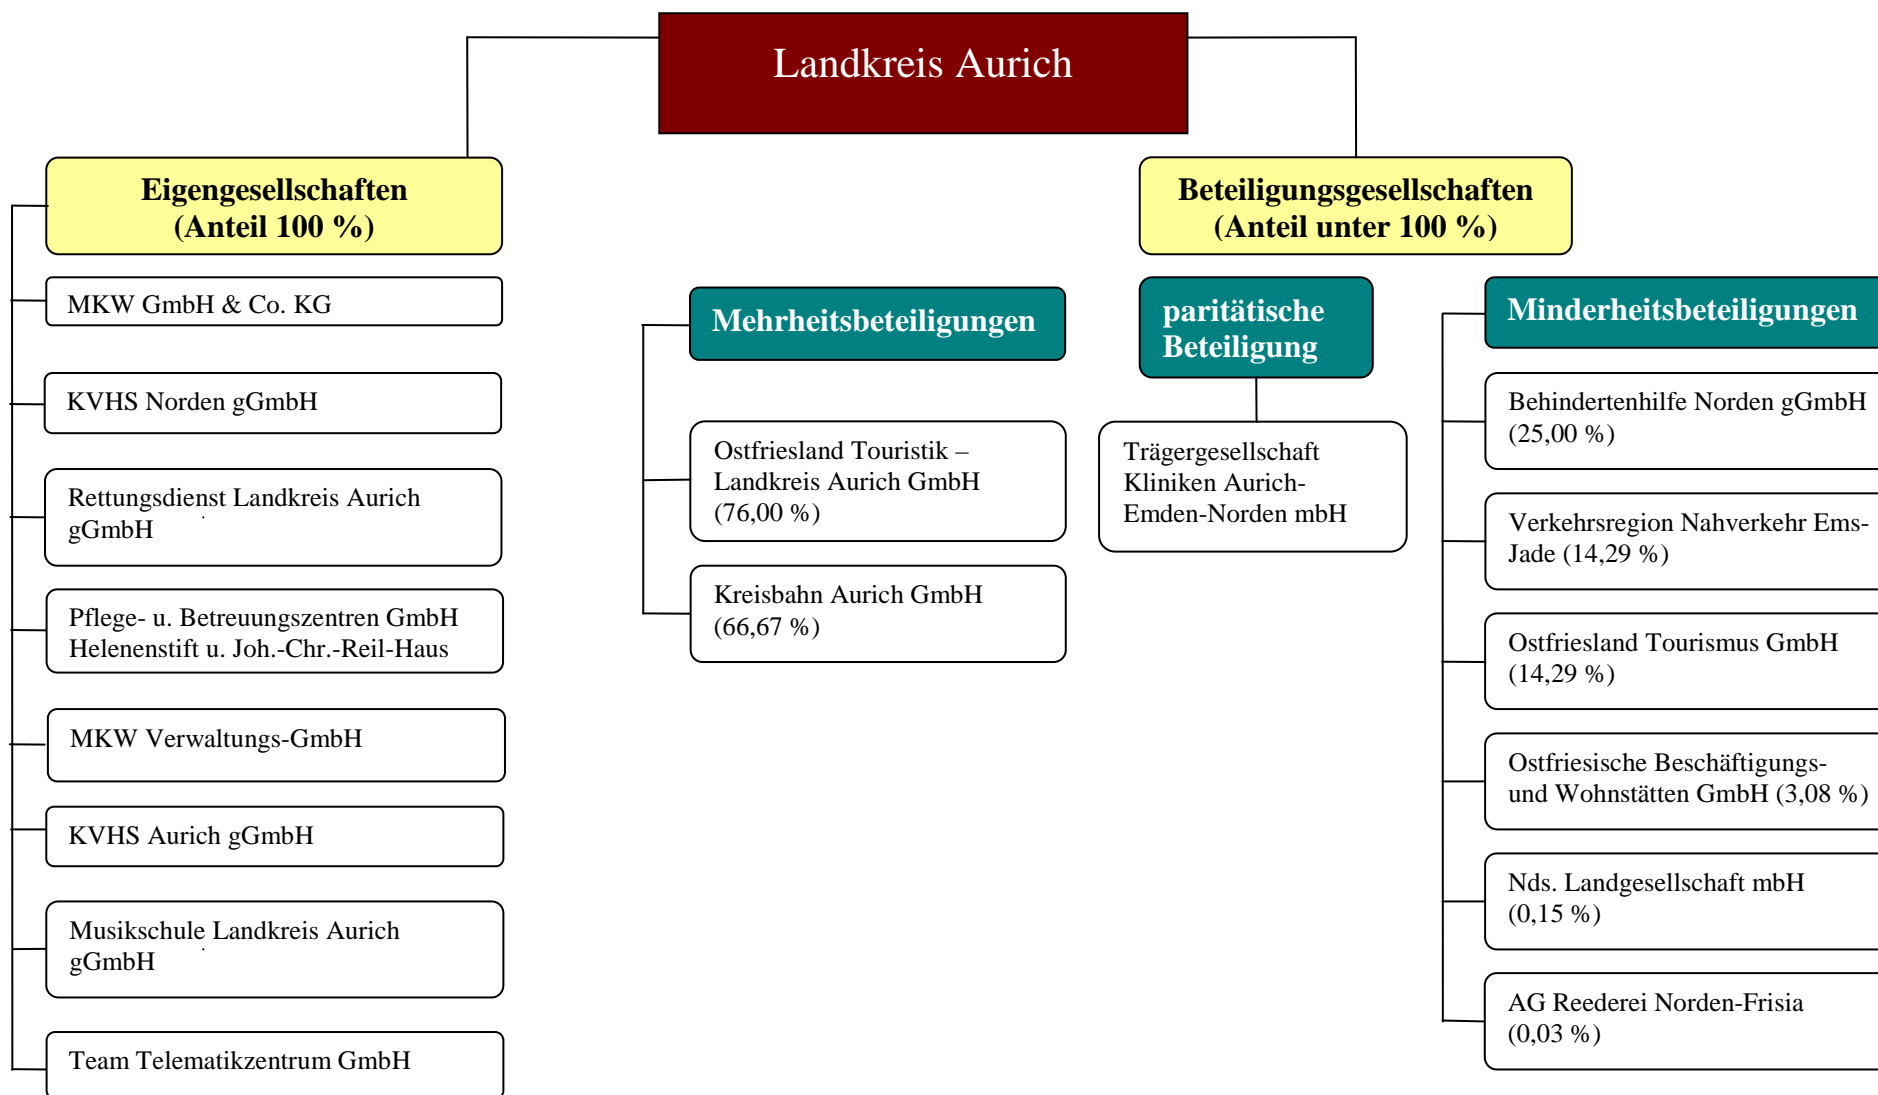 Landkreis Aurich
Eigengesellschaften
(Anteil 100 %)
MKW GmbH & Co. KG
KVHS Norden gGmbH
Rettungsdienst Landkreis Aurich
gGmbH
Pflege- u. Betreuungszentren GmbH
Helenenstift u. Joh.-Chr.-Reil-Haus
MKW Verwaltungs-GmbH
KVHS Aurich gGmbH
Musikschule Landkreis Aurich
gGmbH
Team Telematikzentrum GmbH
Beteiligungsgesellschaften
(Anteil unter 100 %)
Mehrheitsbeteiligungen
Ostfriesland Touristik –
Landkreis Aurich GmbH
(76,00 %)
Kreisbahn Aurich GmbH
(66,67 %)
paritätische
Beteiligung
Trägergesellschaft
Kliniken Aurich-
Emden-Norden mbH
Minderheitsbeteiligungen
Behindertenhilfe Norden gGmbH
(25,00 %)
Verkehrsregion Nahverkehr Ems-
Jade (14,29 %)
Ostfriesland Tourismus GmbH
(14,29 %)
Ostfriesische Beschäftigungs-
und Wohnstätten GmbH (3,08 %)
Nds. Landgesellschaft mbH
(0,15 %)
AG Reederei Norden-Frisia
(0,03 %)